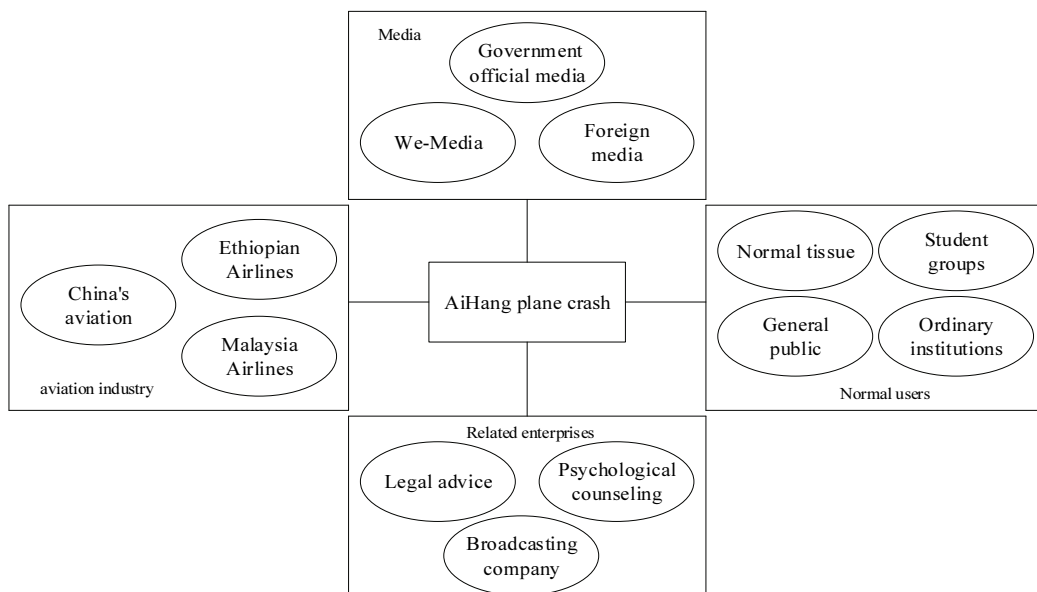 Media
Government
official media
We-Media
Foreign
media
Ethiopian
Airlines
China's
aviation
Malaysia
Airlines
aviation industry
AiHang plane crash
Normal tissue
Student
groups
General
public
Ordinary
institutions
Normal users
Related enterprises
Legal advice
Psychological
counseling
Broadcasting
company